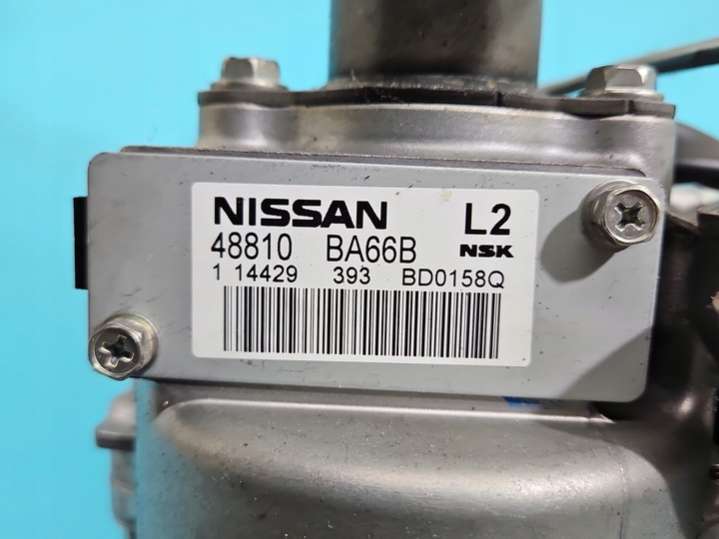 NISSAN L2
48810 BA66B NSK
1 14429 393 BD0158Q